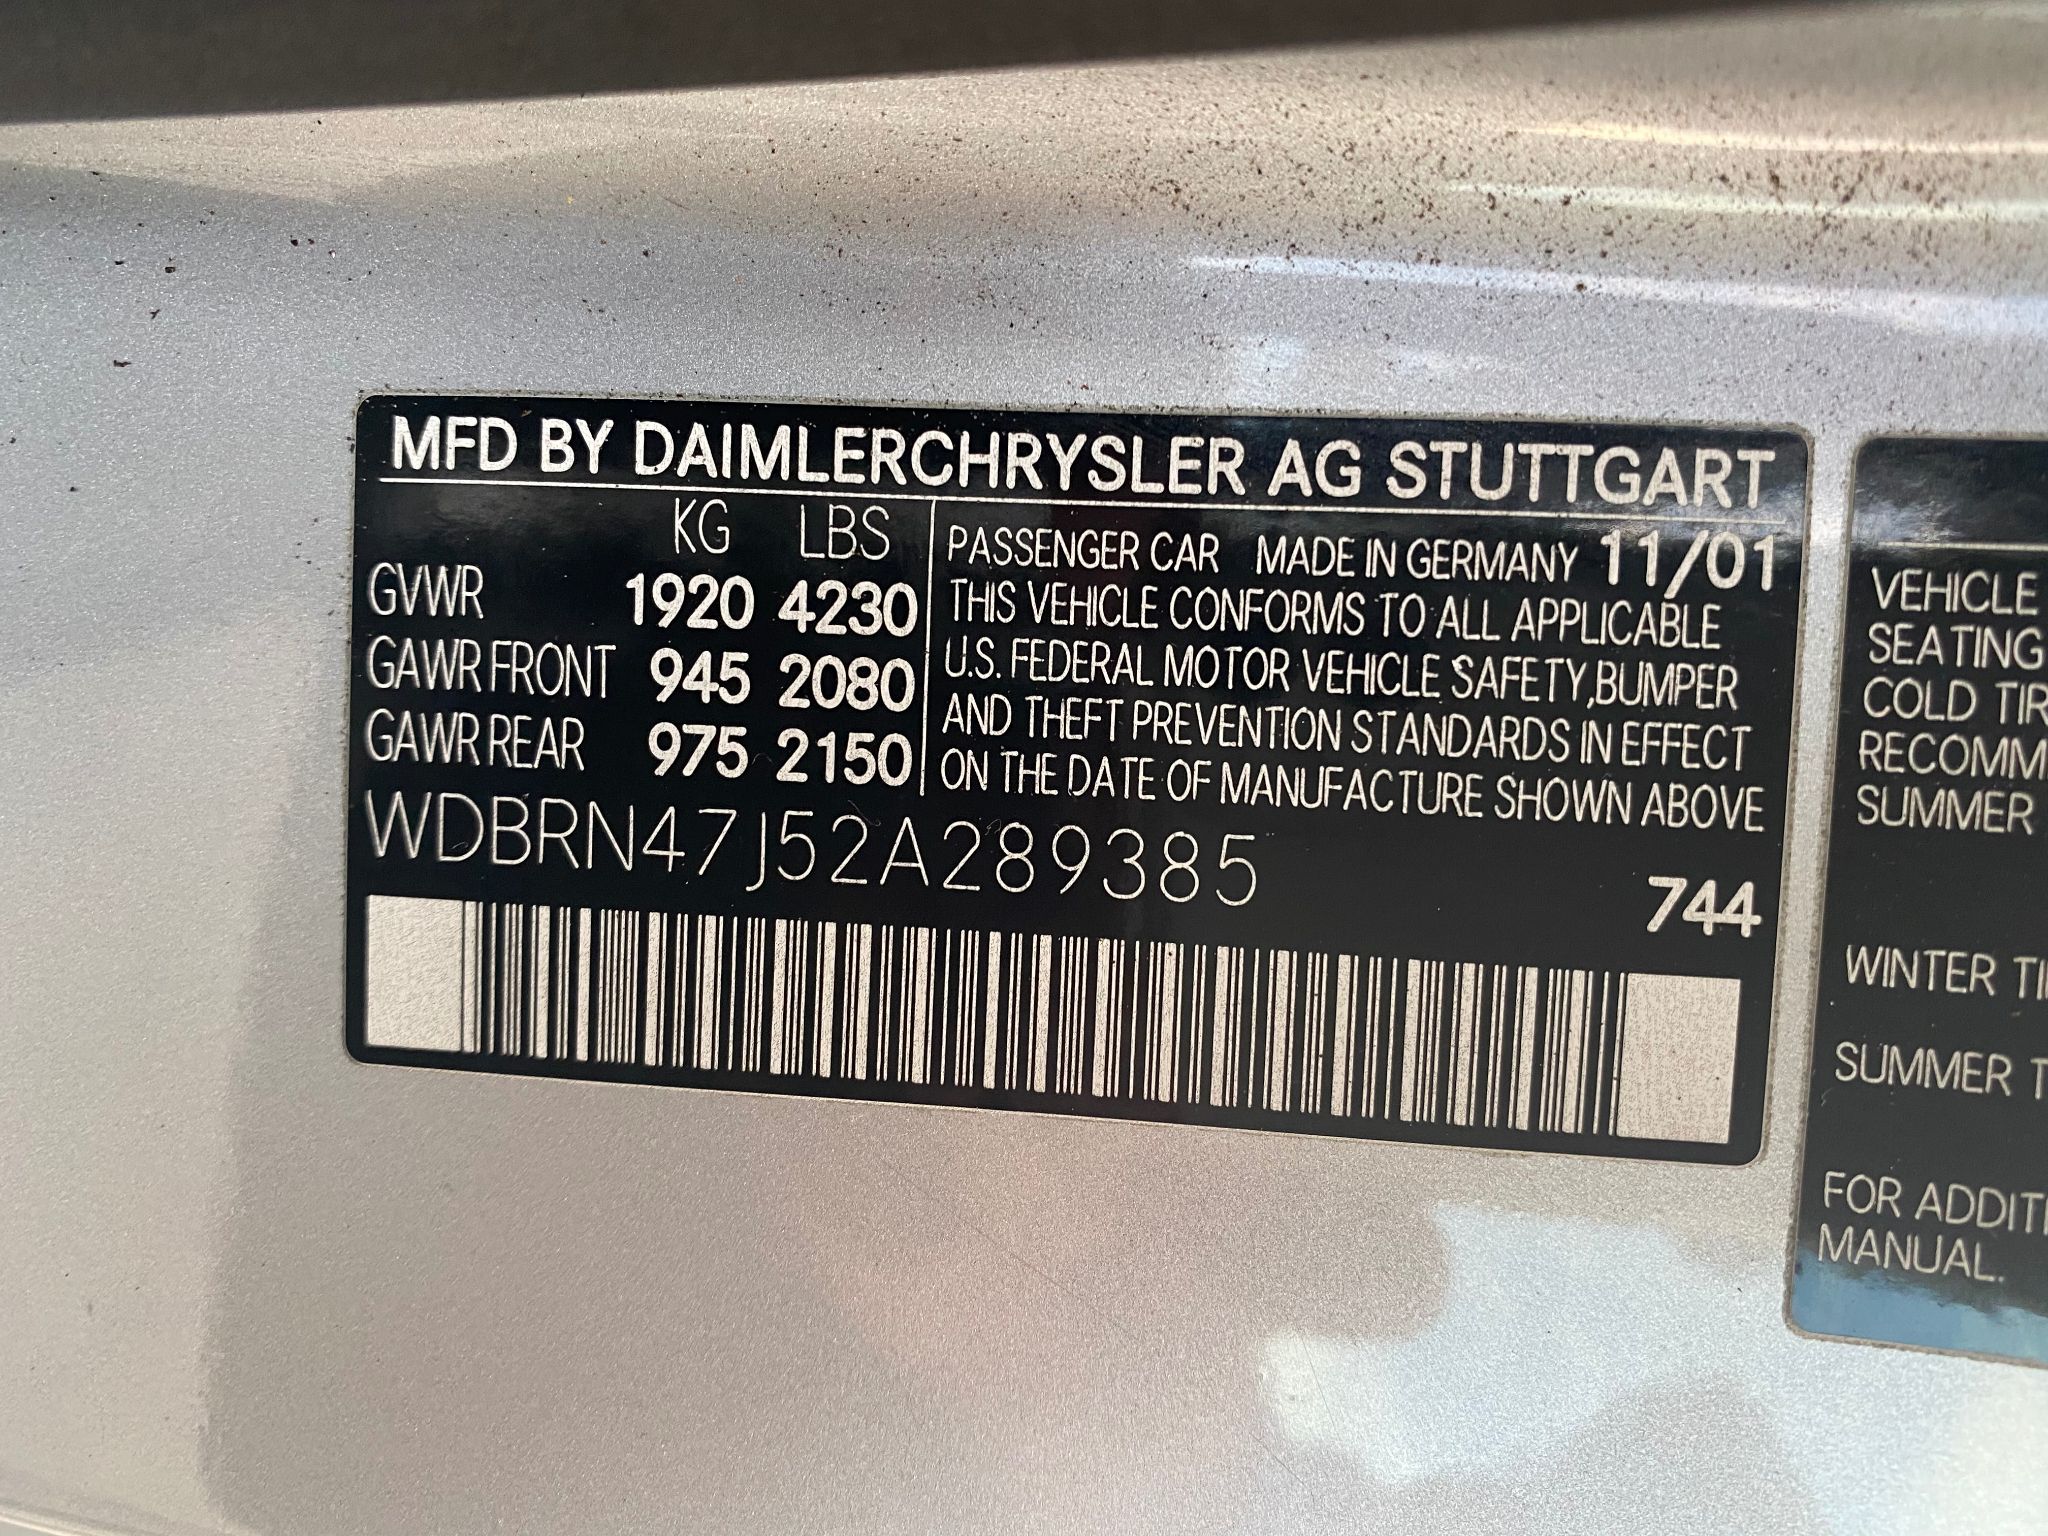 MFD BY DAIMLERCHRYSLER AG STUTTGART
KG LBS
GVWR 1920 4230
GAWR FRONT 945 2080
GAWR REAR 975 2150
PASSENGER CAR MADE IN GERMANY 11/01
THIS VEHICLE CONFORMS TO ALL APPLICABLE
U.S. FEDERAL MOTOR VEHICLE SAFETY,BUMPER
AND THEFT PREVENTION STANDARDS IN EFFECT
ON THE DATE OF MANUFACTURE SHOWN ABOVE
WDBRN47J52A289385
744
VEHICLE
SEATING
COLD
SUMMER
WINTER
SUMMER
FOR
MANUAL.